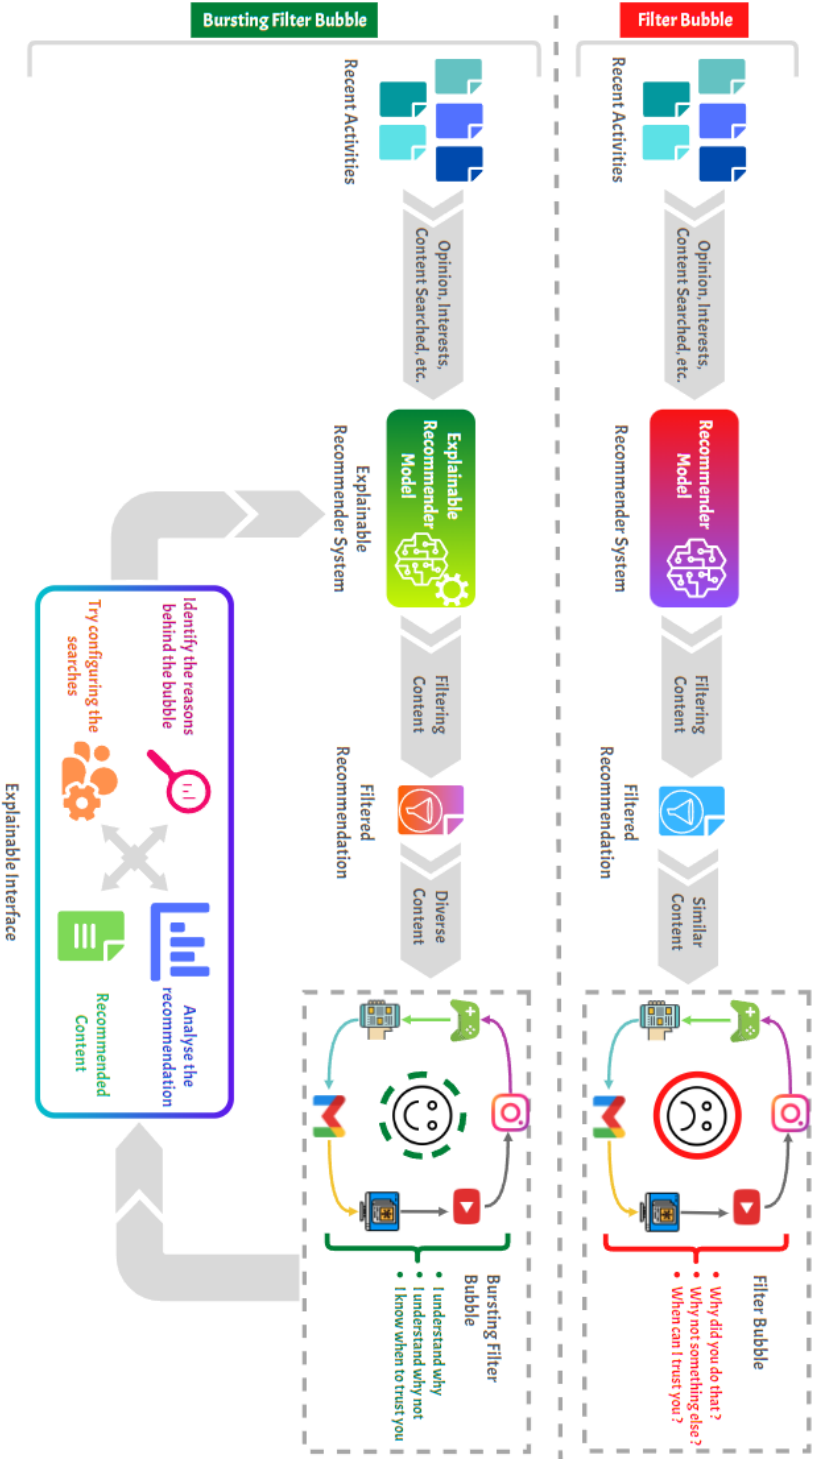 Filter Bubble
Recent Activities
Opinion, Interests,
Content Searched, etc.
Recommender
Model
Recommender System
Filtering
Content
Filtered
Recommendation
Similar
Content
Filter Bubble
• Why did you do that ?
• Why not something else ?
• When can I trust you ?
Bursting Filter Bubble
Recent Activities
Opinion, Interests,
Content Searched, etc.
Explainable
Recommender
Model
Explainable
Recommender System
Filtering
Content
Filtered
Recommendation
Diverse
Content
Bursting Filter
Bubble
• I understand why
• I understand why not
• I know when to trust you
Identify the reasons
behind the bubble
Try configuring the
searches
Analyse the
recommendation
Recommended
Content
Explainable Interface